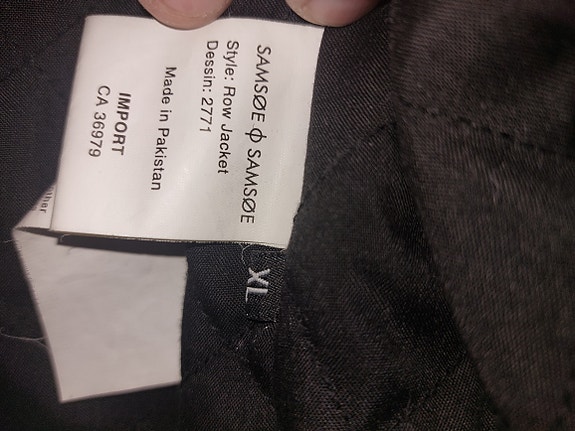 SAMSØE ɸ SAMSØE
Style: Row Jacket
Dessin: 2771
Made in Pakistan
IMPORT
CA 36979
XL